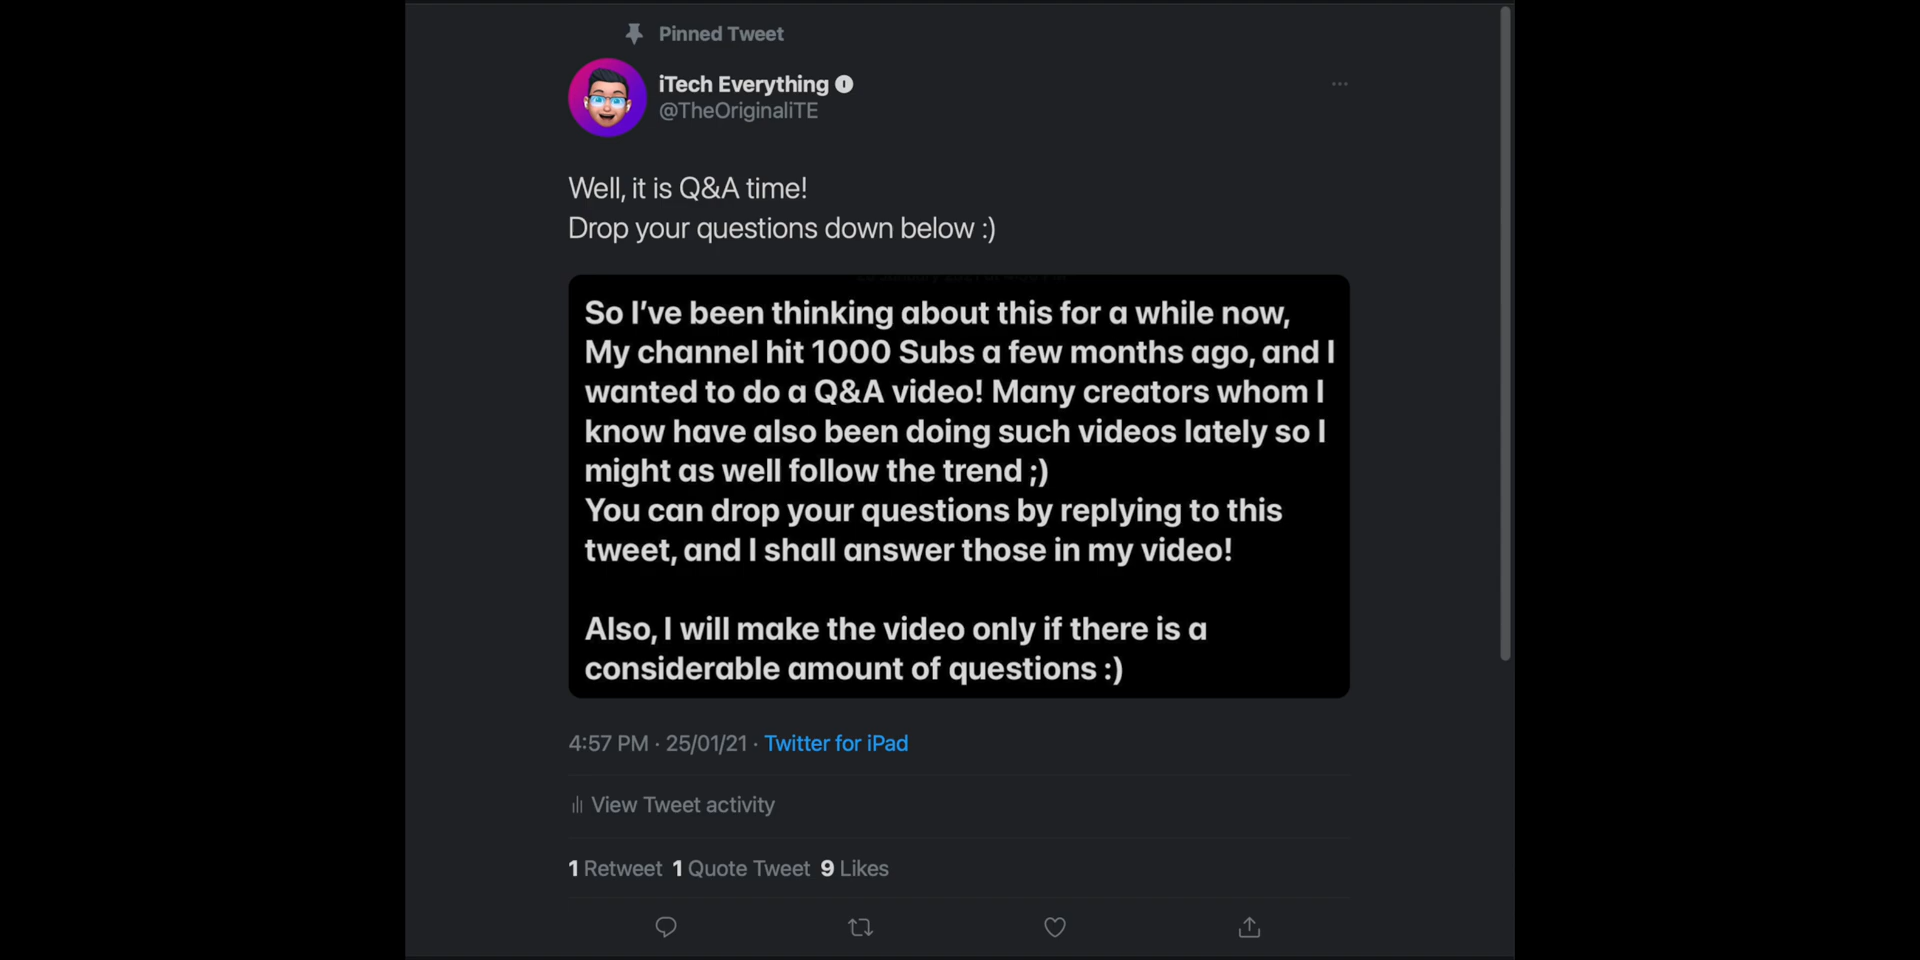 Pinned Tweet
iTech Everything
@TheOriginaliTE
Well, it is Q&A time!
Drop your questions down below :)
So I’ve been thinking about this for a while now,
My channel hit 1000 Subs a few months ago, and I
wanted to do a Q&A video! Many creators whom I
know have also been doing such videos lately so I
might as well follow the trend ;)
You can drop your questions by replying to this
tweet, and I shall answer those in my video!
Also, I will make the video only if there is a
considerable amount of questions :)
4:57 PM · 25/01/21 · Twitter for iPad
View Tweet activity
1 Retweet 1 Quote Tweet 9 Likes